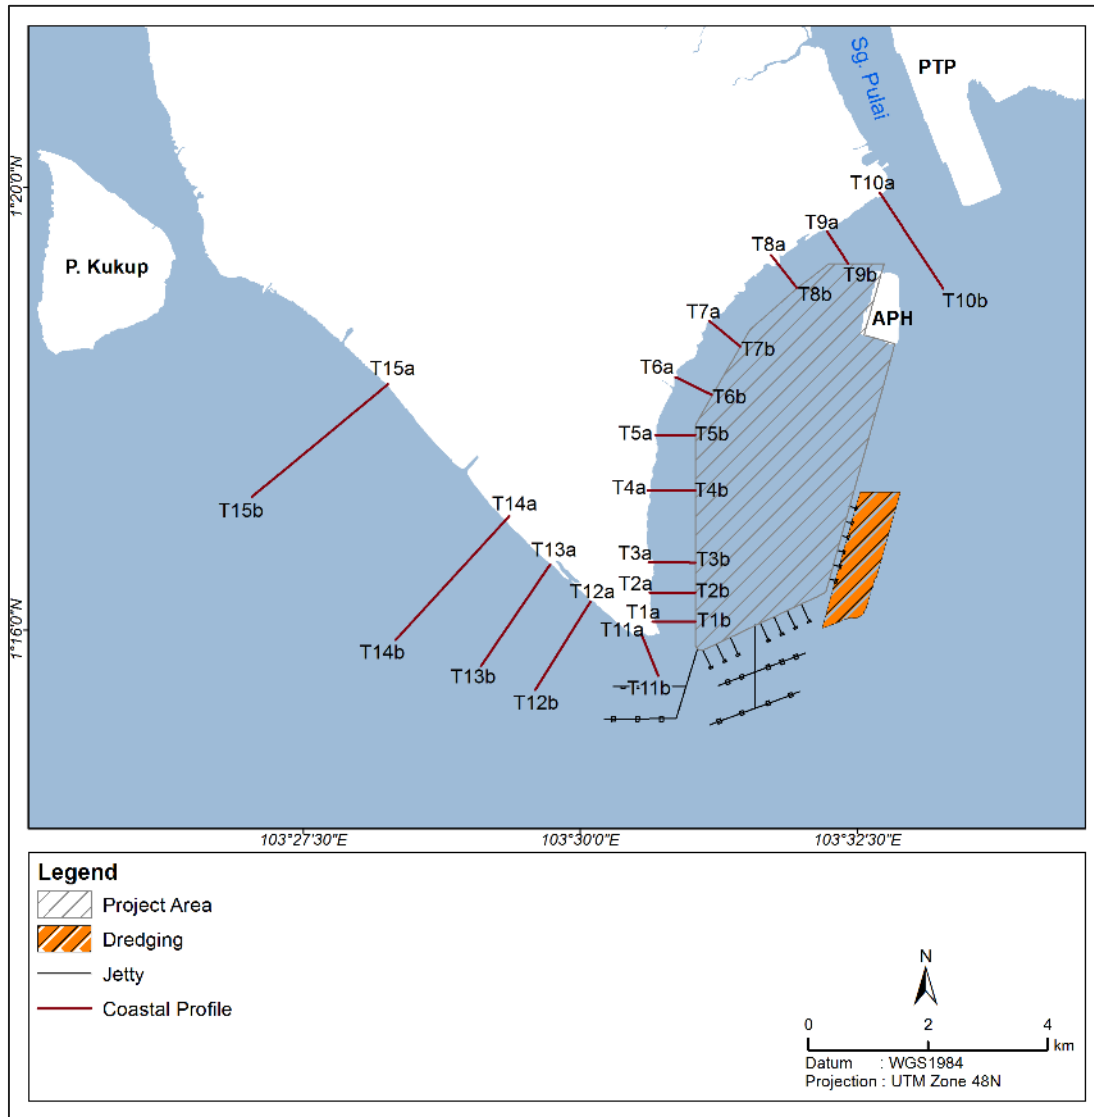 Sg. Pulai
PTP
1°20'0"N
T10a
T9a
T8a
P. Kukup
T9b
T8b
T10b
T7a
APH
T7b
T15a
T6a
T6b
T5a
T5b
T4a
T4b
T15b
T14a
T13a
T3a
T3b
T12a
T2a
T2b
T1a
T1b
T11a
1°16'0"N
T14b
T13b
T11b
T12b
103°27'30"E
103°30'0"E
103°32'30"E
Legend
Project Area
Dredging
Jetty
Coastal Profile
N
0 2 4
km
Datum : WGS1984
Projection : UTM Zone 48N